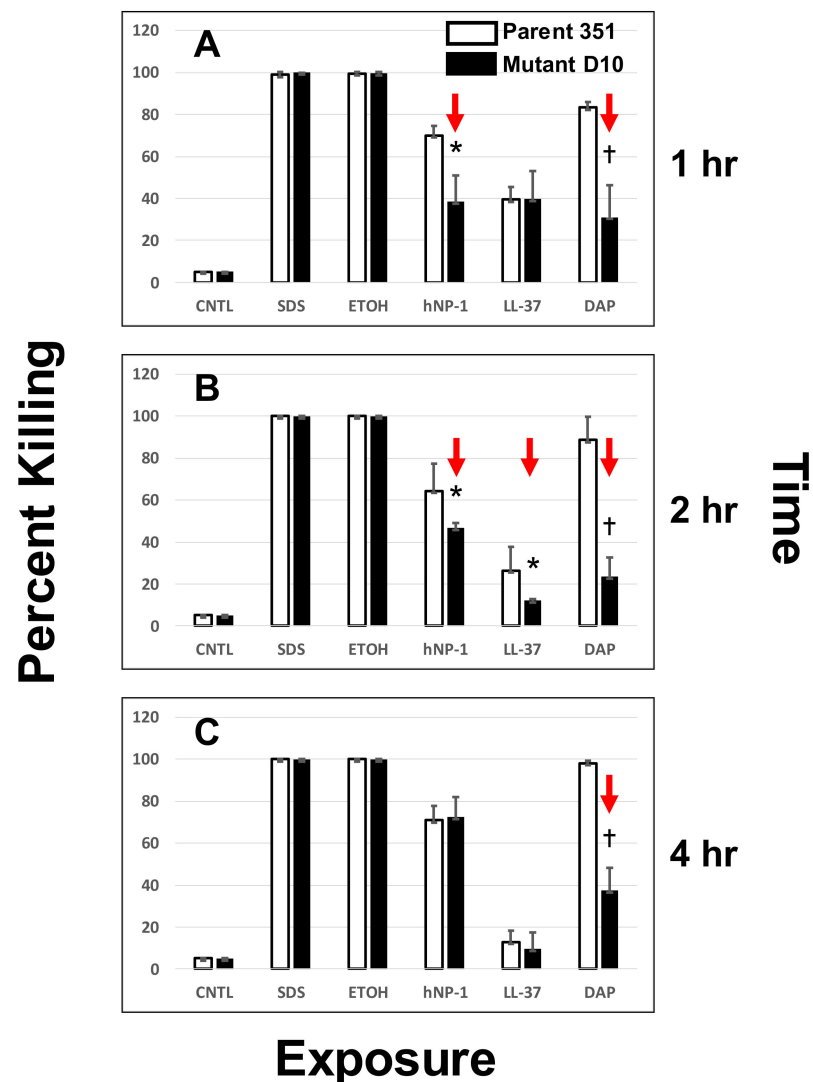 A
Parent 351
Mutant D10
120
100
80
60
40
20
0
*
†
CNTL SDS ETOH hNP-1 LL-37 DAP
1 hr
B
120
100
80
60
40
20
0
*
*
†
CNTL SDS ETOH hNP-1 LL-37 DAP
2 hr
C
120
100
80
60
40
20
0
†
CNTL SDS ETOH hNP-1 LL-37 DAP
4 hr
Percent Killing
Time
Exposure